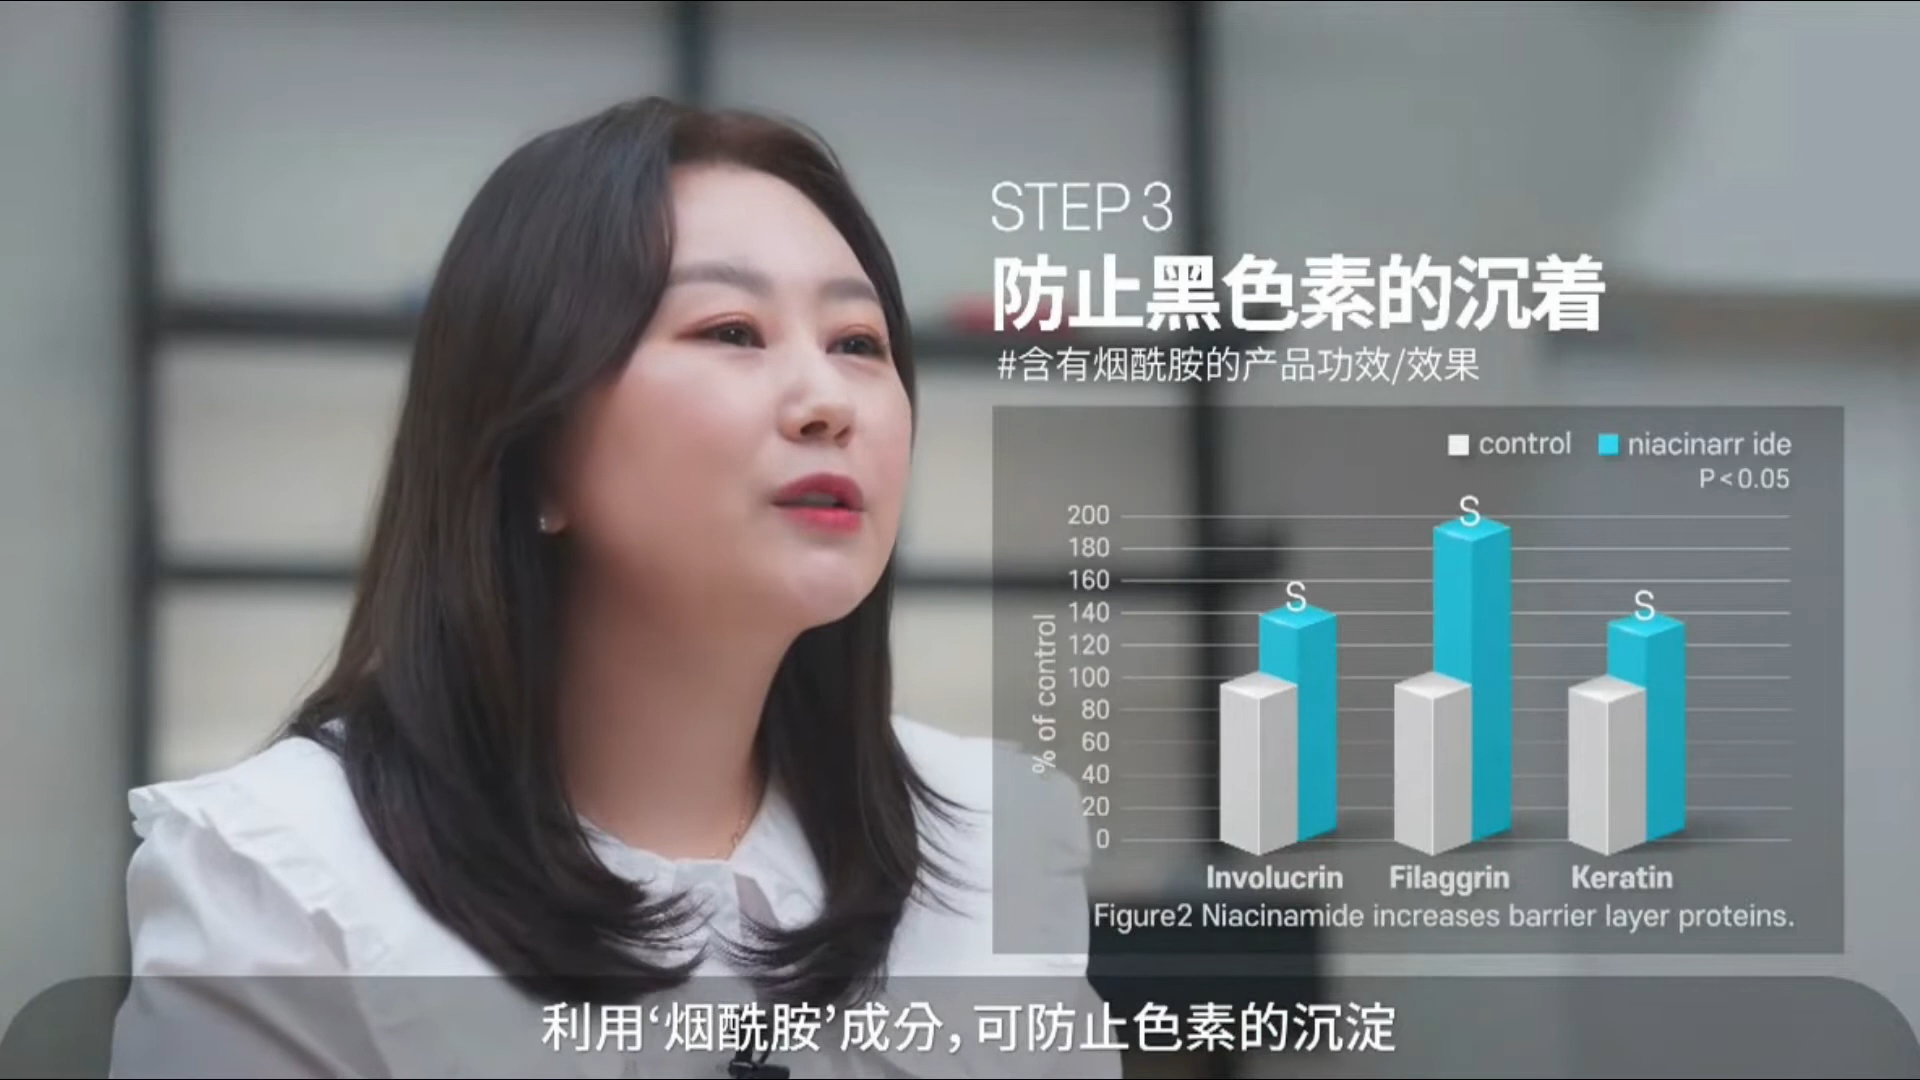 STEP 3
防止黑色素的沉着
#含有烟酰胺的产品功效/效果
control niacinarr ide
P<0.05
S
S
S
200
180
160
140
120
100
80
60
40
20
0
% of control
Involucrin Filaggrin Keratin
Figure2 Niacinamide increases barrier layer proteins.
利用‘烟酰胺’成分，可防止色素的沉淀